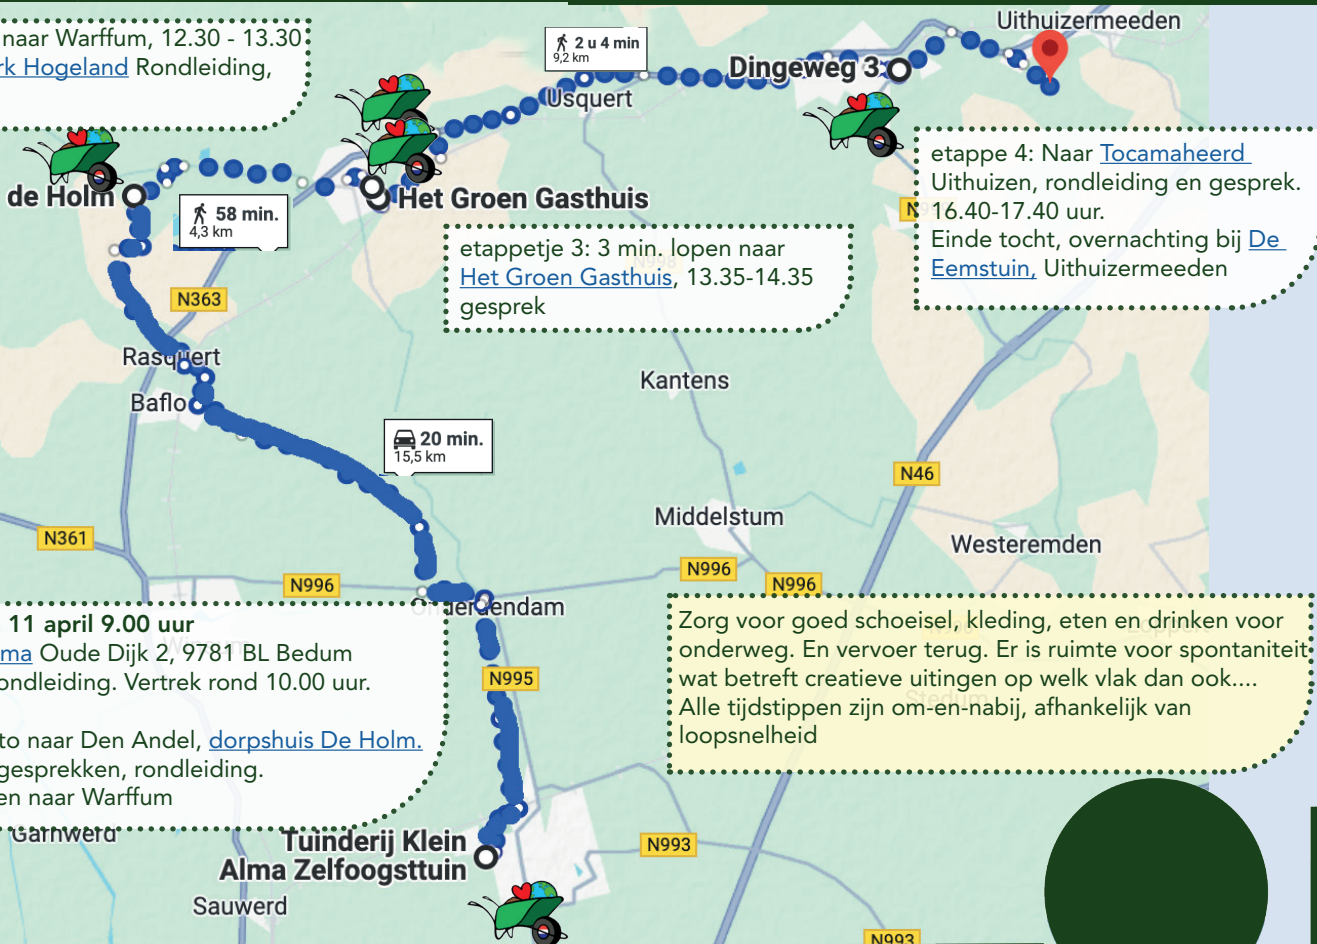 Uithuizermeeden
naar Warffum, 12.30 - 13.30
rk Hogeland Rondleiding,
2 u 4 min
9,2 km
Dingeweg 3
Usquert
etappe 4: Naar Tocamaheerd
Uithuizen, rondleiding en gesprek.
16.40-17.40 uur.
Einde tocht, overnachting bij De
Eemstuin, Uithuizermeeden
de Holm
Het Groen Gasthuis
58 min.
4,3 km
etappetje 3: 3 min. lopen naar
Het Groen Gasthuis, 13.35-14.35
gesprek
N998
N363
Rasquert
Kantens
Baflo
20 min.
15,5 km
N46
Middelstum
N361
Westeremden
N996
N996
N996
Onderdendam
11 april 9.00 uur
ma Oude Dijk 2, 9781 BL Bedum
ondleiding. Vertrek rond 10.00 uur.
to naar Den Andel, dorpshuis De Holm.
gesprekken, rondleiding.
en naar Warffum
Winsum
Zorg voor goed schoeisel, kleding, eten en drinken voor
onderweg. En vervoer terug. Er is ruimte voor spontaniteit
wat betreft creatieve uitingen op welk vlak dan ook....
Alle tijdstippen zijn om-en-nabij, afhankelijk van
loopsnelheid
Loppersum
Stedum
N995
Garnwerd
Tuinderij Klein
Alma Zelfoogsttuin
N993
Sauwerd
N993